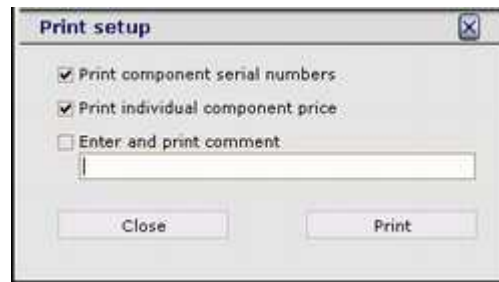 Print setup
Print component serial numbers
Print individual component price
Enter and print comment
Close Print